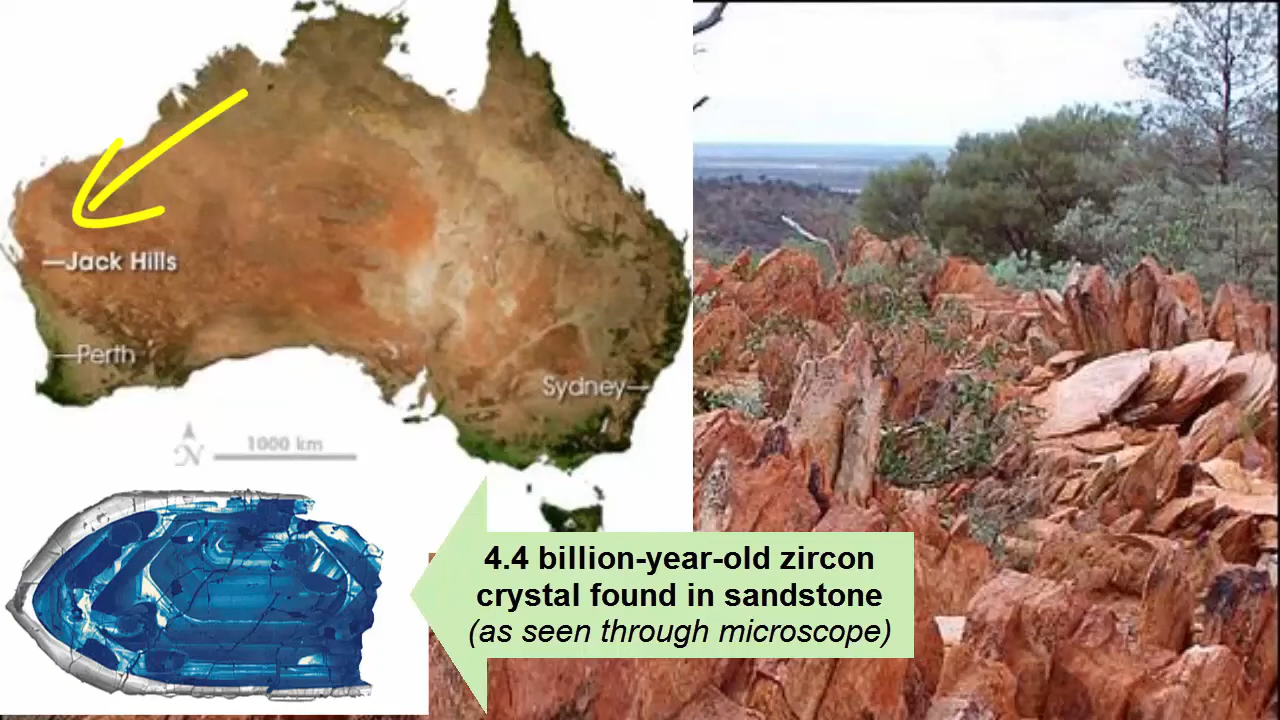 Jack Hills
Perth
Sydney
N
1000 km
4.4 billion-year-old zircon
crystal found in sandstone
(as seen through microscope)